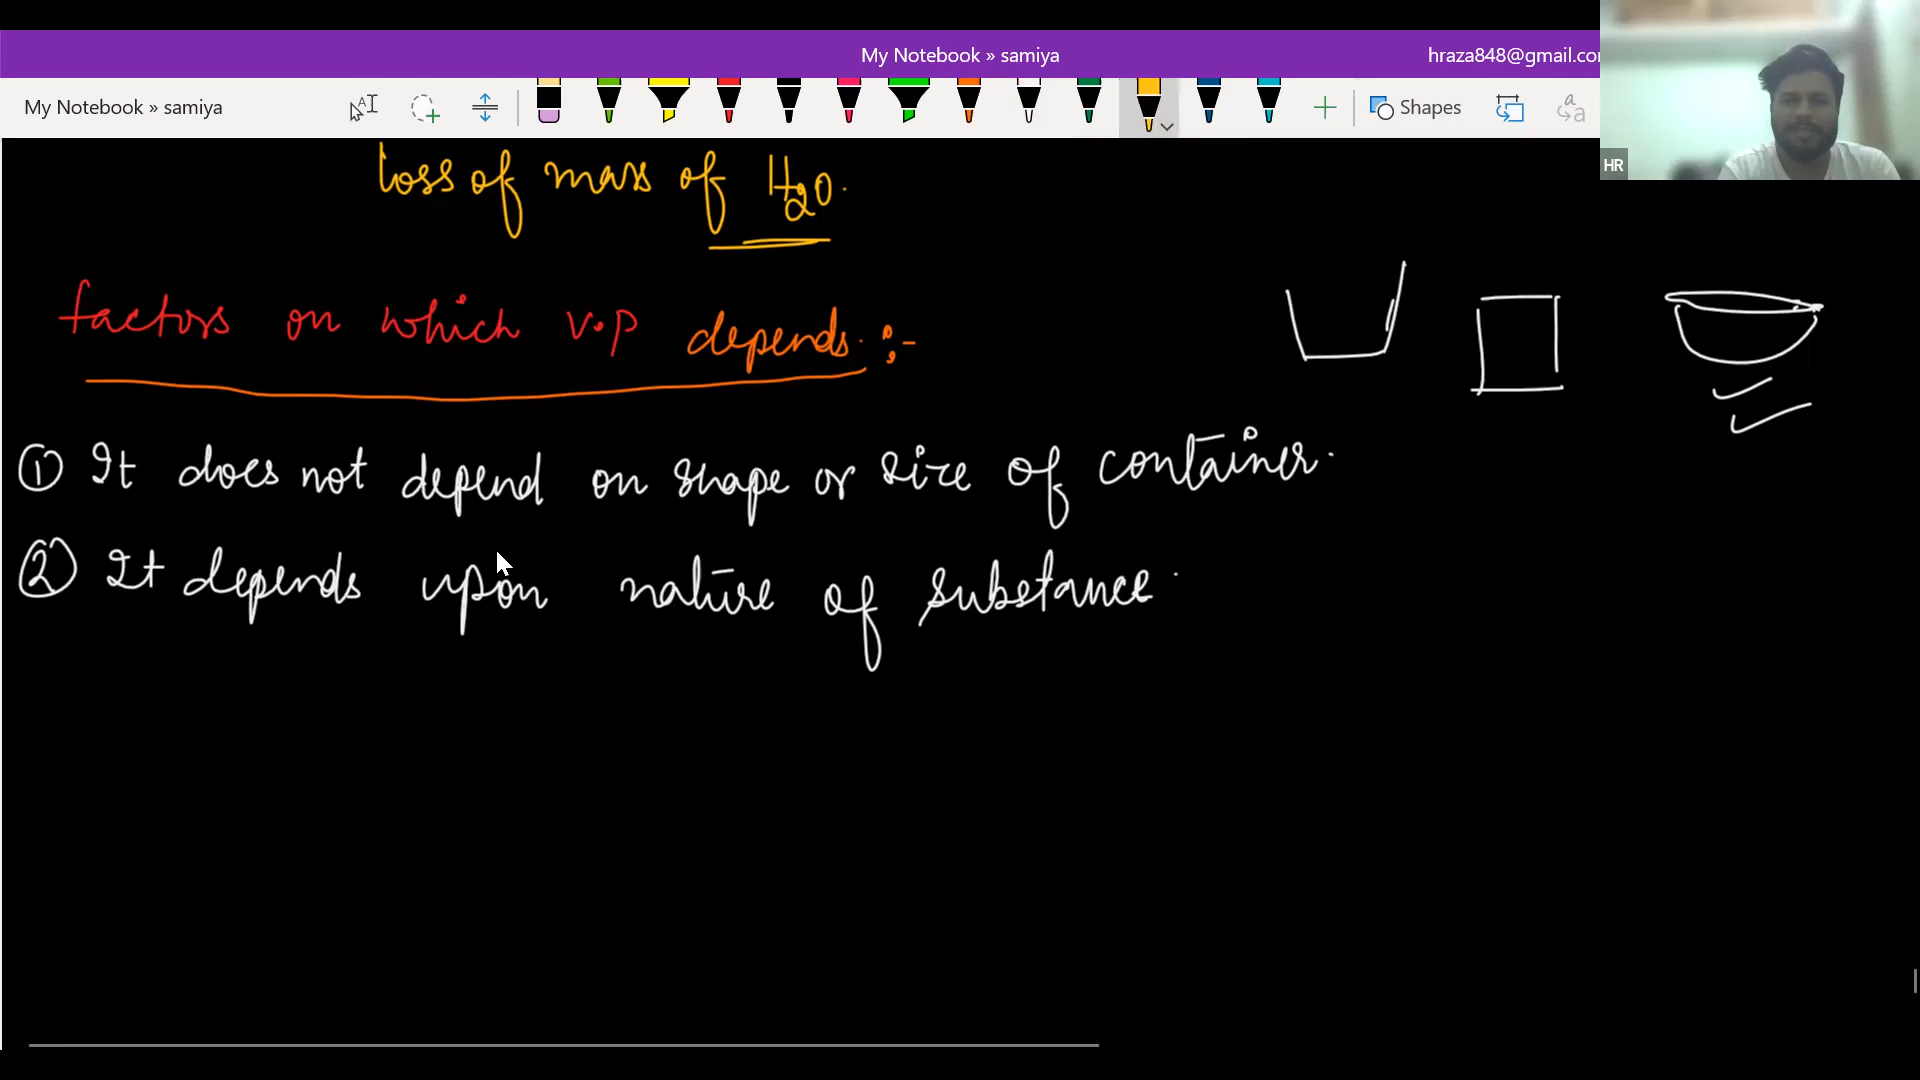 My Notebook » samiya
hraza848@gmail.co
My Notebook » samiya
Shapes
HR
loss of mass of H2O.
factors on which v.p depends :-
① It does not depend on shape or size of container.
② It depends upon nature of substance.